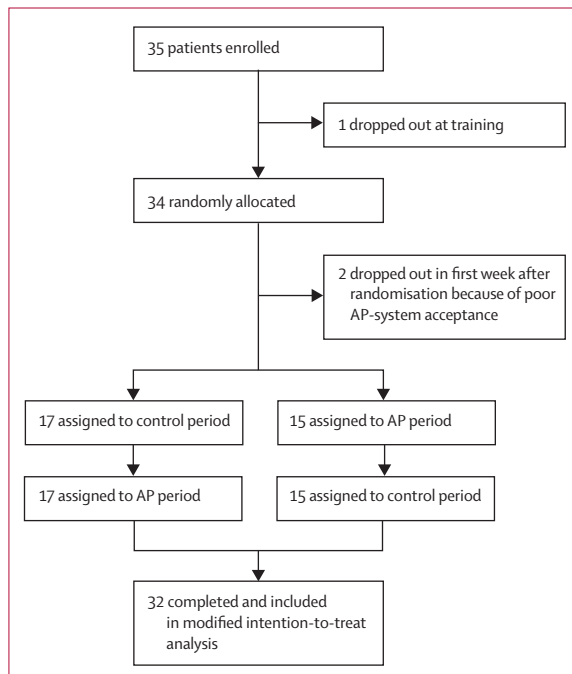 35 patients enrolled
1 dropped out at training
34 randomly allocated
2 dropped out in first week after
randomisation because of poor
AP-system acceptance
17 assigned to control period
15 assigned to AP period
17 assigned to AP period
15 assigned to control period
32 completed and included
in modified intention-to-treat
analysis